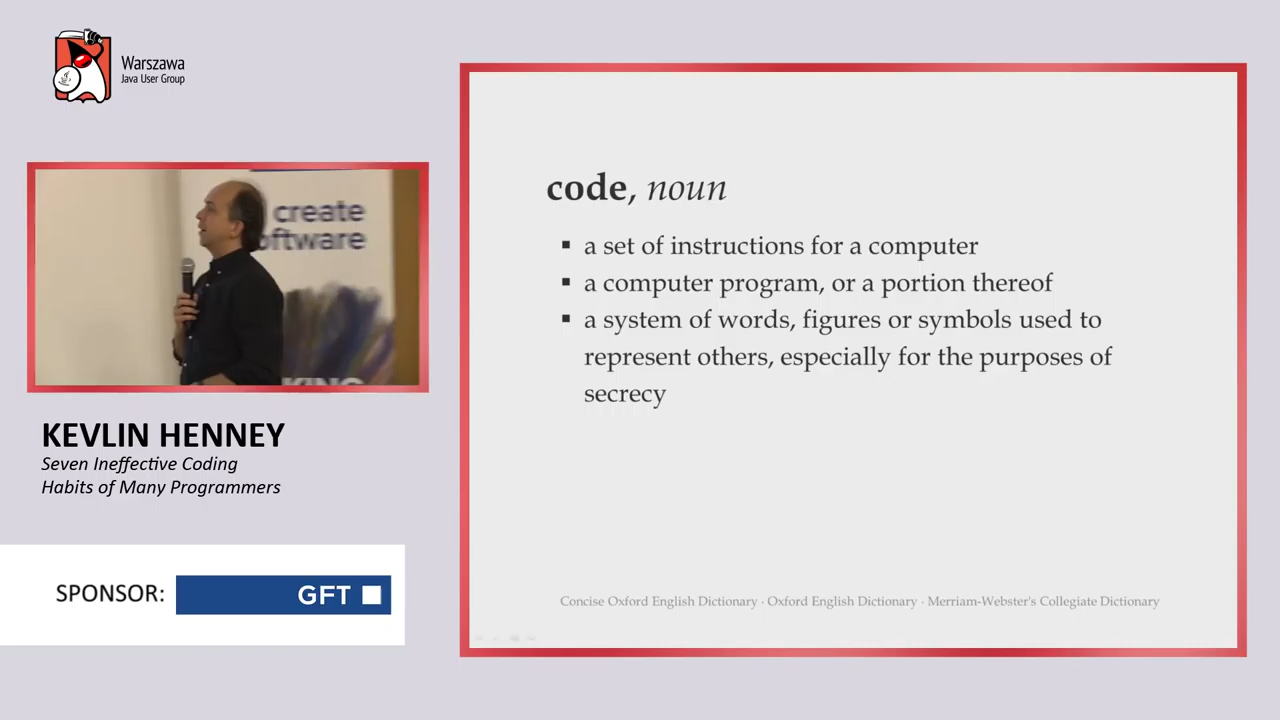 Warszawa
Java User Group
create
oftware
KING
KEVLIN HENNEY
Seven Ineffective Coding
Habits of Many Programmers
SPONSOR:
GFT
code, noun
▪ a set of instructions for a computer
▪ a computer program, or a portion thereof
▪ a system of words, figures or symbols used to
represent others, especially for the purposes of
secrecy
Concise Oxford English Dictionary · Oxford English Dictionary · Merriam-Webster's Collegiate Dictionary